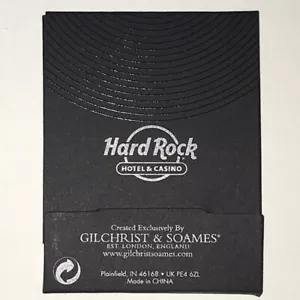 Hard Rock
HOTEL & CASINO
Created Exclusively By
GILCHRIST & SOAMES®
EST. LONDON, ENGLAND
www.gilchristsoames.com
Plainfield, IN 46168 • UK PE4 6ZL
Made in CHINA